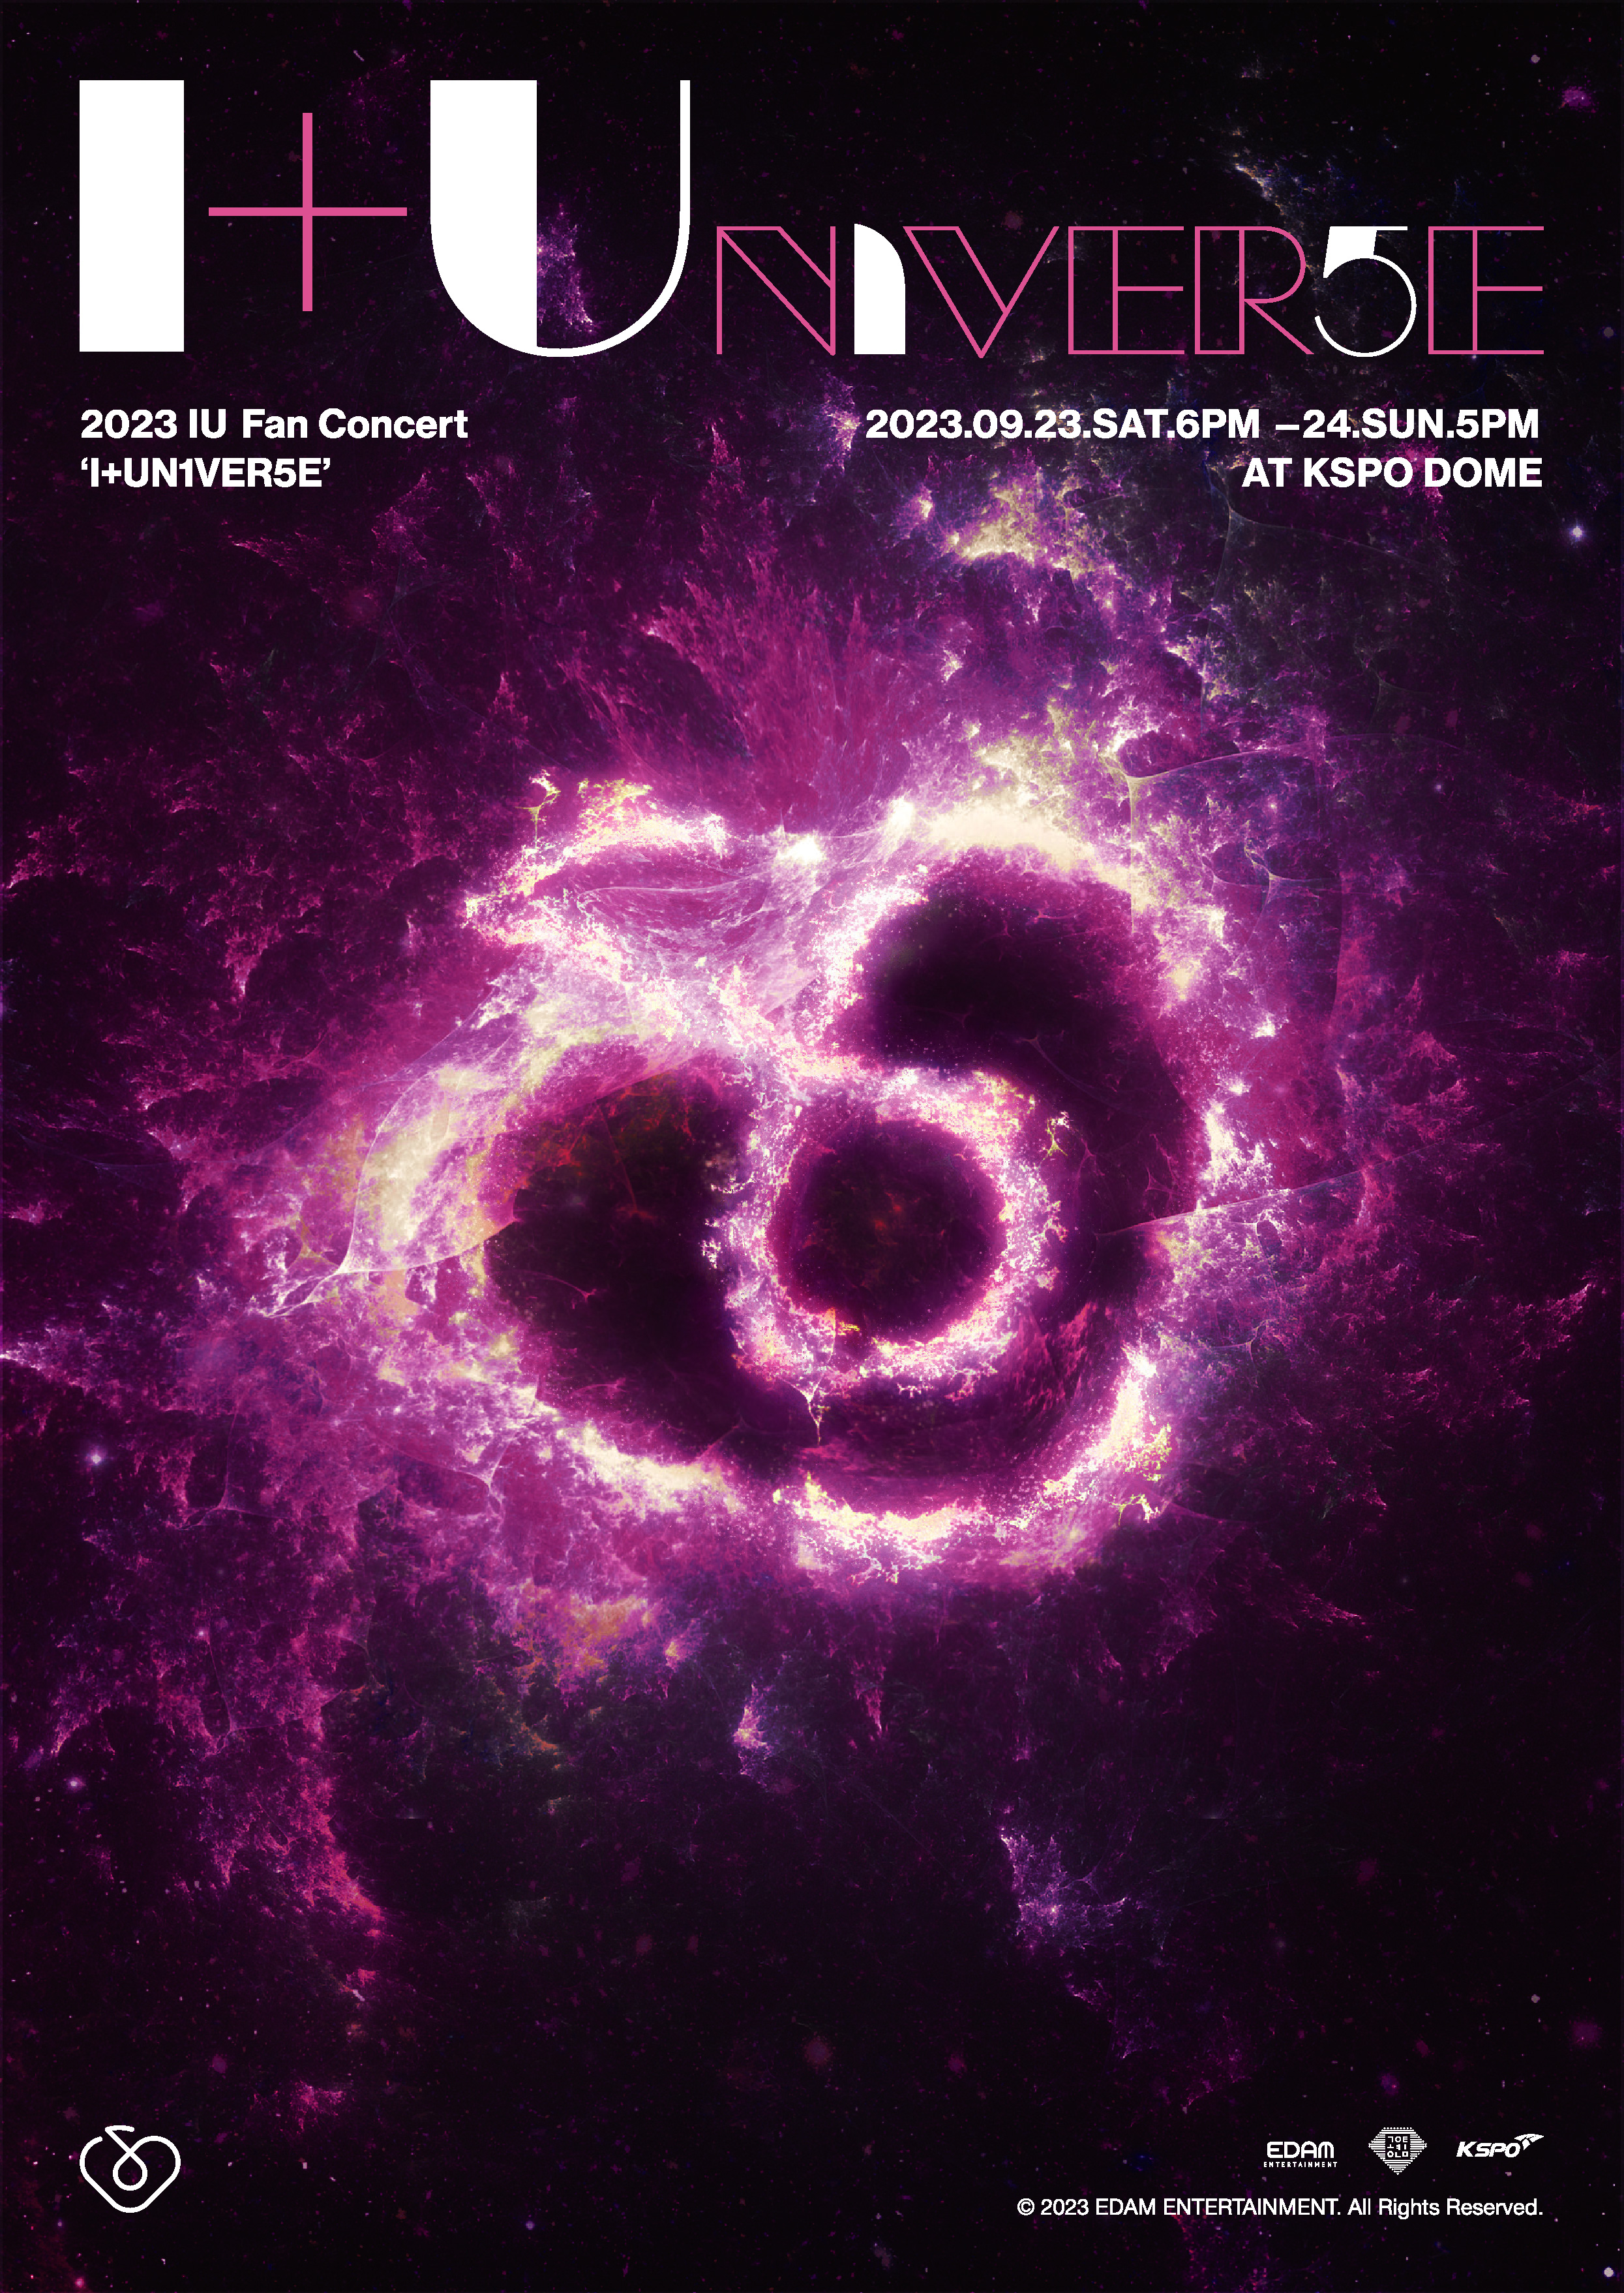 I+UN1VER5E
2023 IU Fan Concert
‘I+UN1VER5E’
2023.09.23.SAT.6PM –24.SUN.5PM
AT KSPO DOME
EDAM
ENTERTAINMENT
KSPO
© 2023 EDAM ENTERTAINMENT. All Rights Reserved.